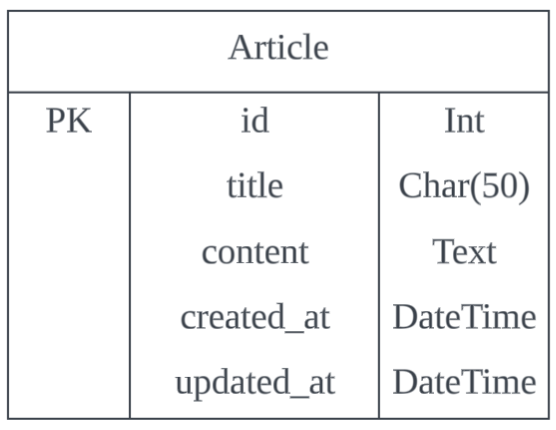 Article
PK id Int
title Char(50)
content Text
created_at DateTime
updated_at DateTime